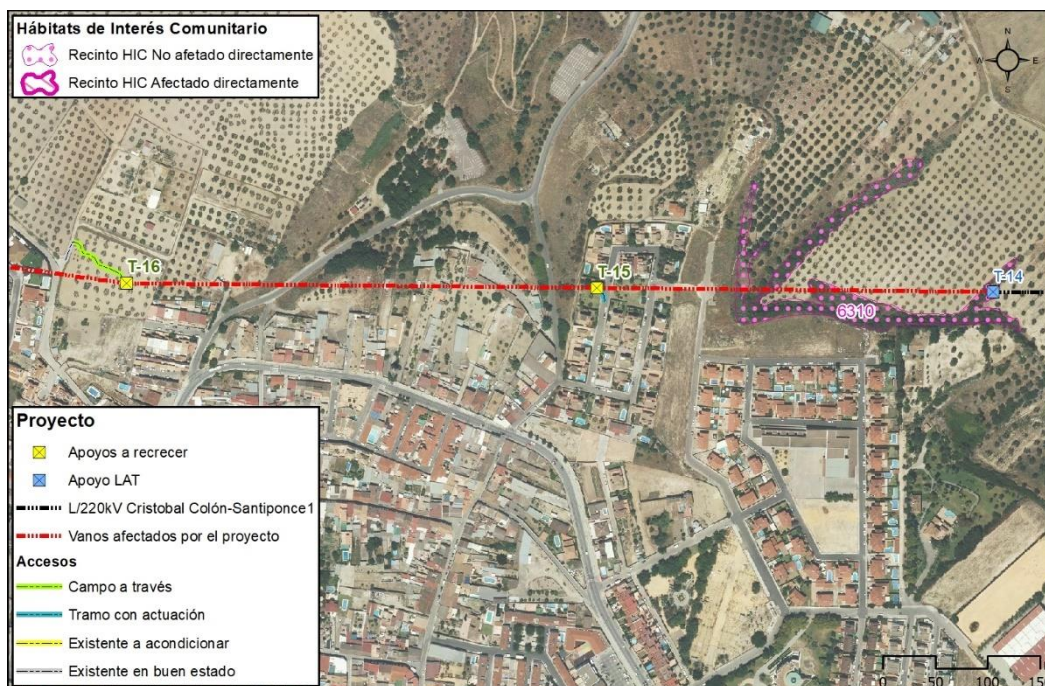 Hábitats de Interés Comunitario
Recinto HIC No afetado directamente
Recinto HIC Afectado directamente
N
W E
S
T-16
T-15
T-14
6310
Proyecto
Apoyos a recrecer
Apoyo LAT
L/220kV Cristobal Colón-Santiponce1
Vanos afectados por el proyecto
Accesos
Campo a través
Tramo con actuación
Existente a acondicionar
Existente en buen estado
0 50 100 15